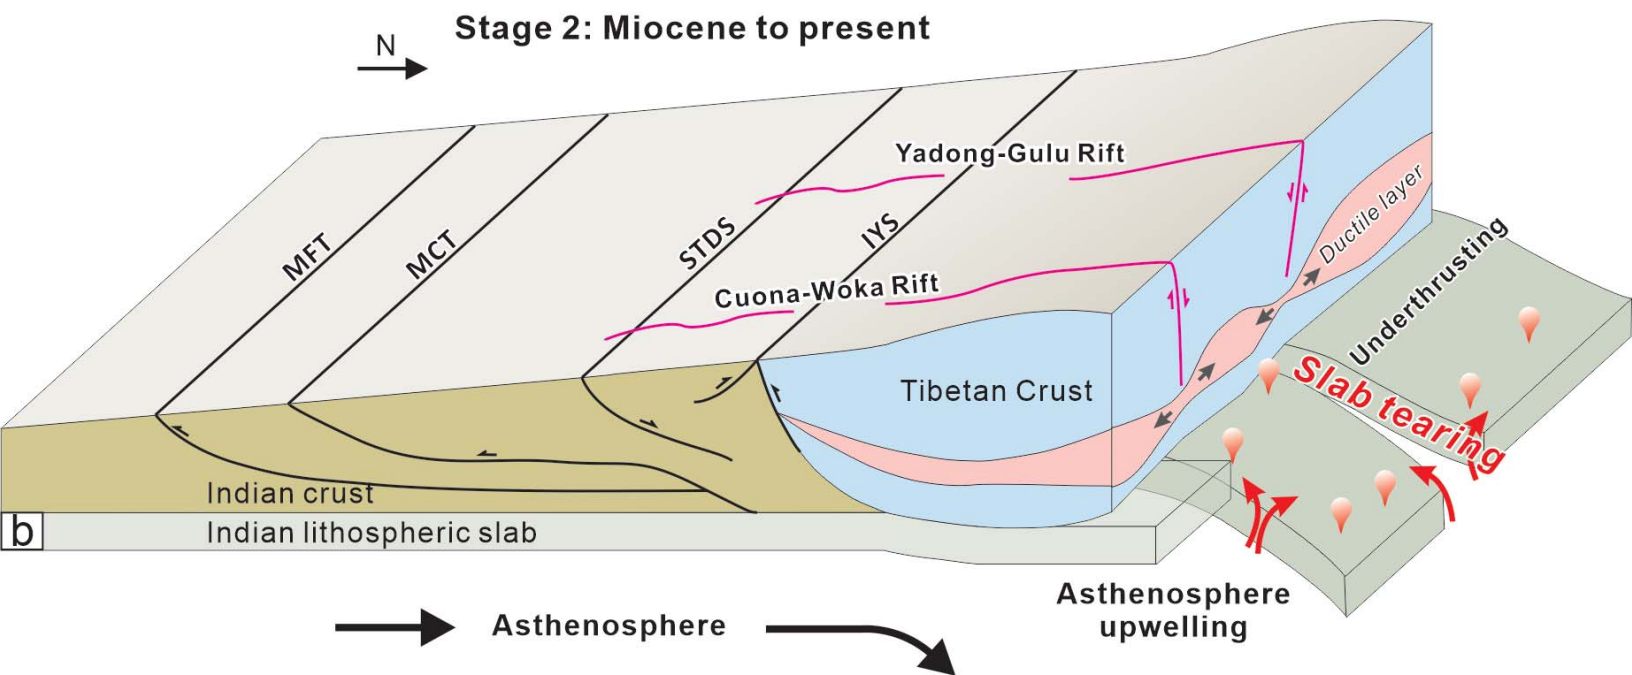 Stage 2: Miocene to present
N
Yadong-Gulu Rift
MFT
MCT
STDS
IYS
Cuona-Woka Rift
Ductile layer
Underthrusting
Slab tearing
Tibetan Crust
Indian crust
b
Indian lithospheric slab
Asthenosphere
Asthenosphere
upwelling